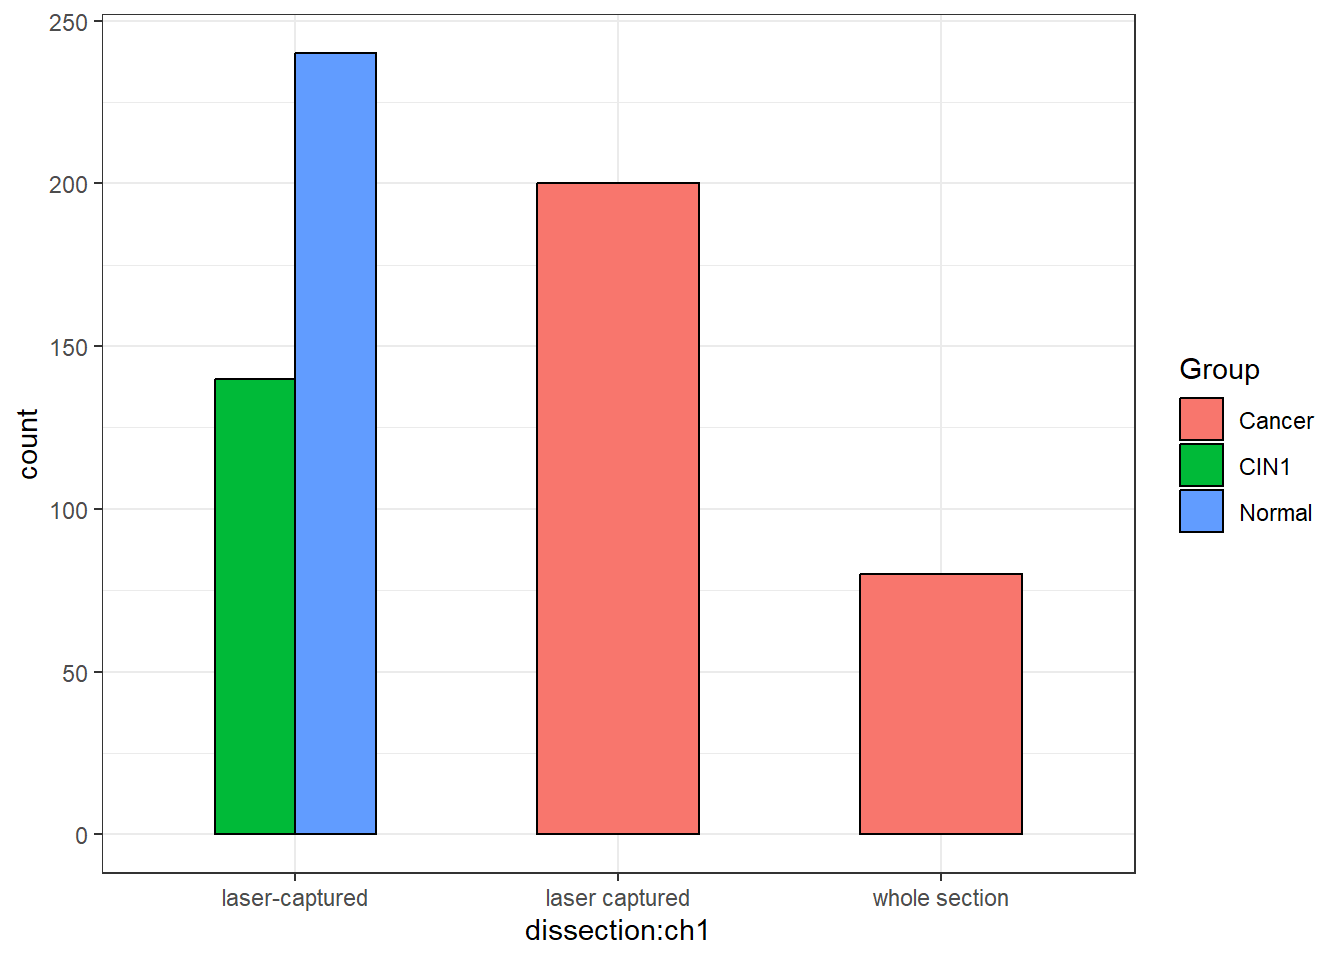 250
200
150
100
50
0
count
laser-captured
laser captured
whole section
dissection:ch1
Group
Cancer
CIN1
Normal